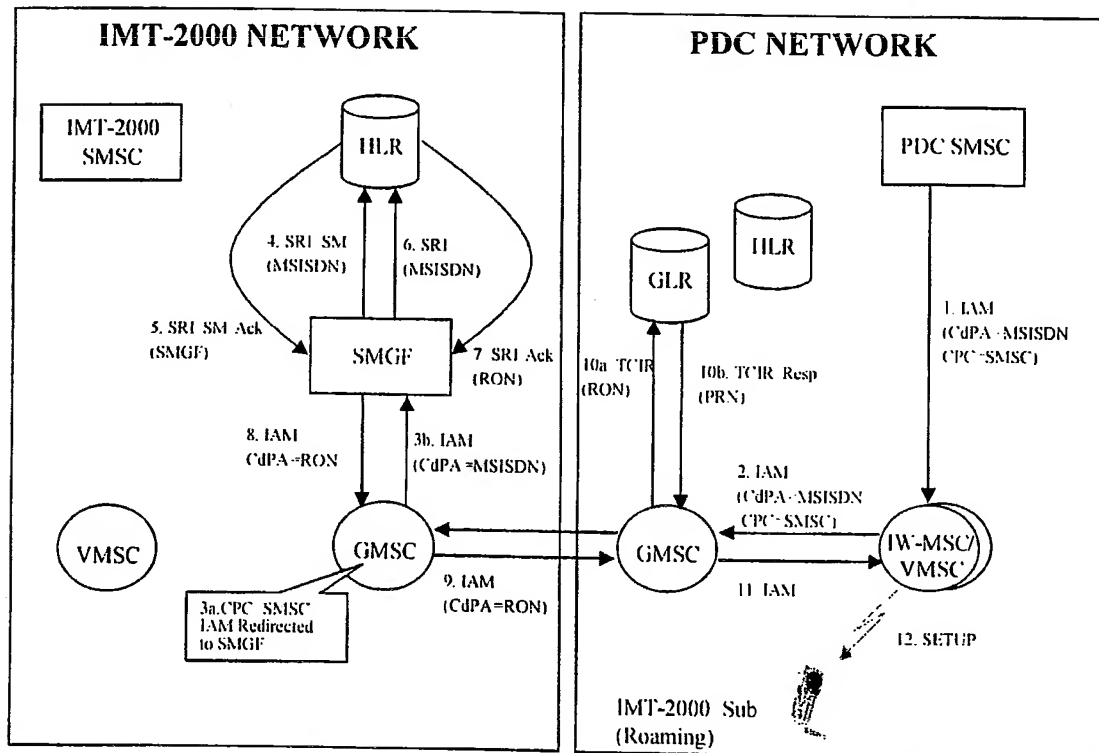 IMT-2000 NETWORK
IMT-2000
SMSC
HLR
4. SRI SM
(MSISDN)
6. SRI
(MSISDN)
5. SRI SM Ack
(SMGF)
SMGF
7 SRI Ack
(RON)
8. IAM
CdPA=RON
3b. IAM
(CdPA=MSISDN)
VMSC
GMSC
3a.CPC SMSC
IAM Redirected
to SMGF
9. IAM
(CdPA=RON)
PDC NETWORK
PDC SMSC
HLR
GLR
1. IAM
(CdPA=MSISDN
CPC=SMSC)
10a TCIR
(RON)
10b. TCIR Resp
(PRN)
2. IAM
(CdPA=MSISDN
CPC=SMSC)
GMSC
IW-MSC/
VMSC
11 IAM
12. SETUP
IMT-2000 Sub
(Roaming)